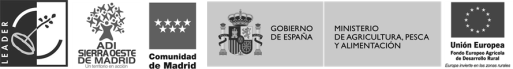 LEADER
ADI
SIERRA OESTE
DE MADRID
Un territorio en acción
Comunidad
de Madrid
GOBIERNO
DE ESPAÑA
MINISTERIO
DE AGRICULTURA, PESCA
Y ALIMENTACIÓN
Unión Europea
Fondo Europeo Agrícola
de Desarrollo Rural
Europa invierte en las zonas rurales